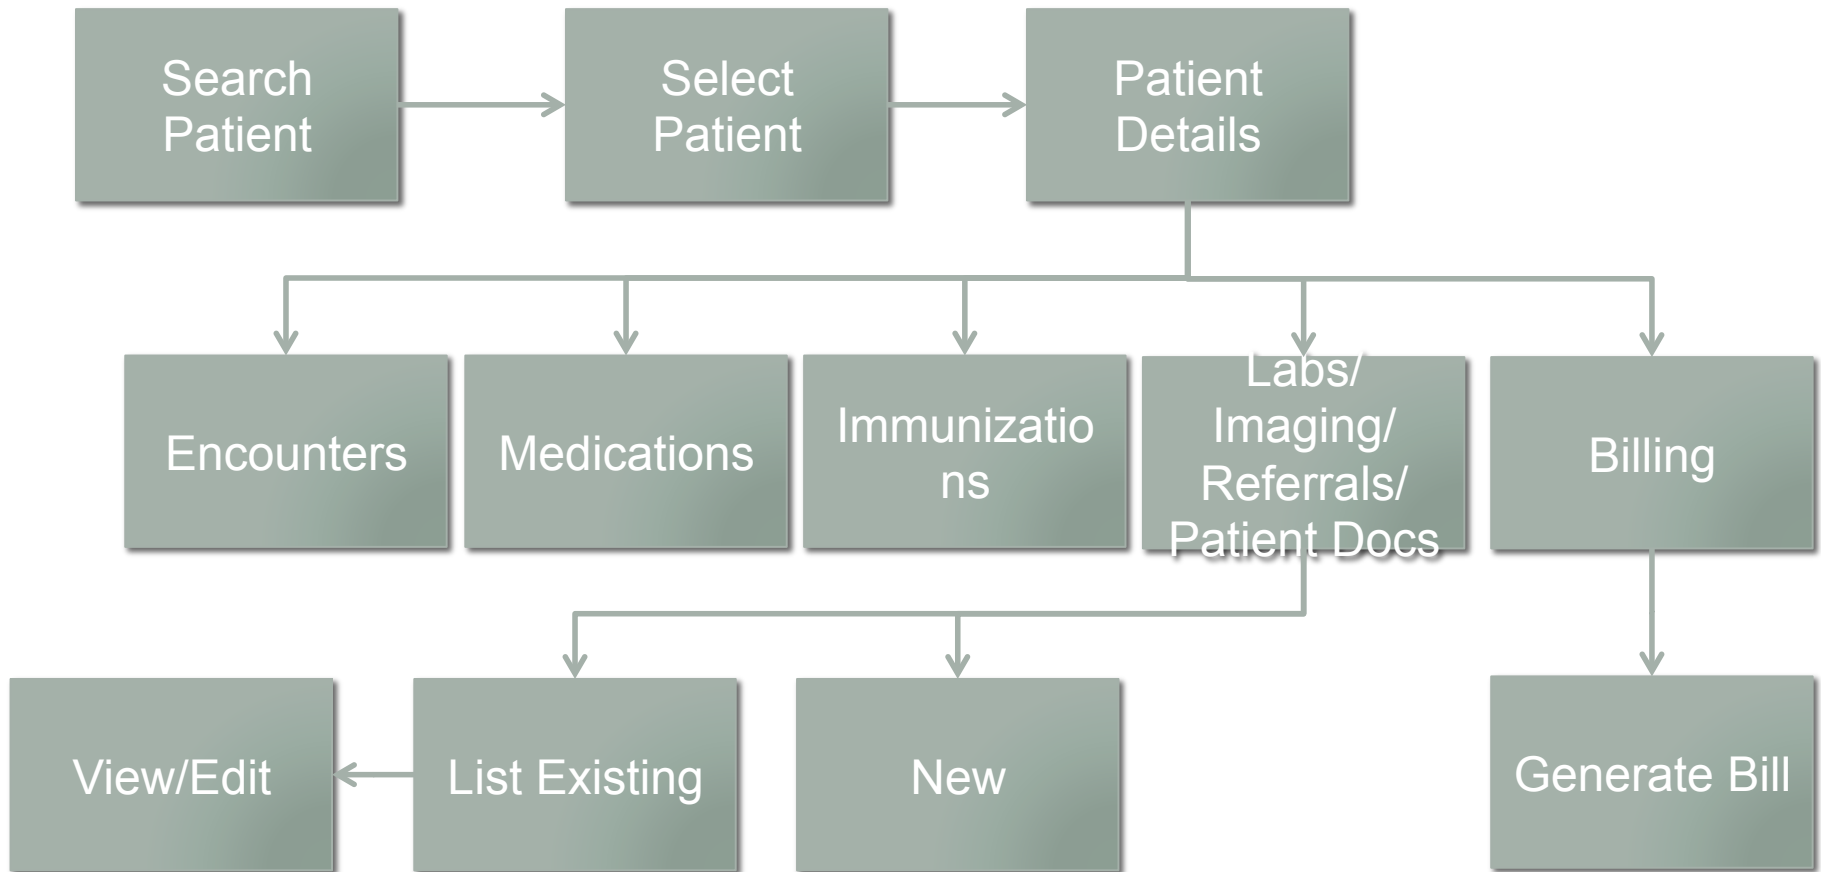 Search
Patient
Select
Patient
Patient
Details
Encounters
Medications
Immunizatio
ns
Labs/
Imaging/
Referrals/
Patient Docs
Billing
View/Edit
List Existing
New
Generate Bill